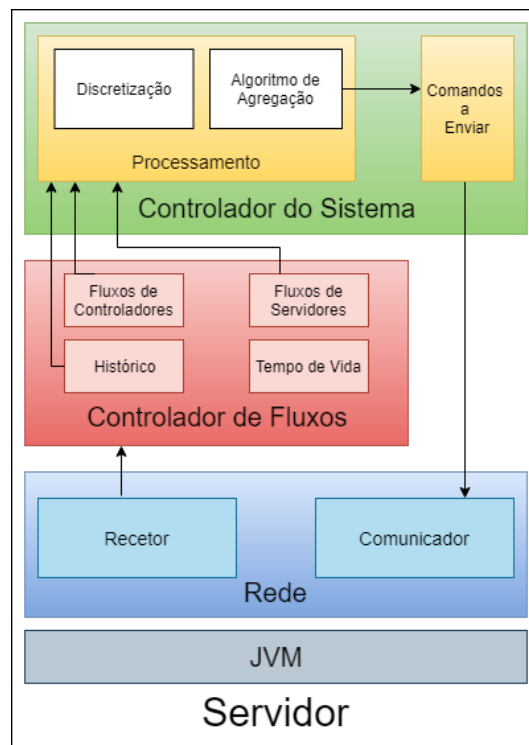 Discretização
Algoritmo de
Agregação
Comandos
a
Enviar
Processamento
Controlador do Sistema
Fluxos de
Controladores
Fluxos de
Servidores
Histórico
Tempo de Vida
Controlador de Fluxos
Recetor
Comunicador
Rede
JVM
Servidor